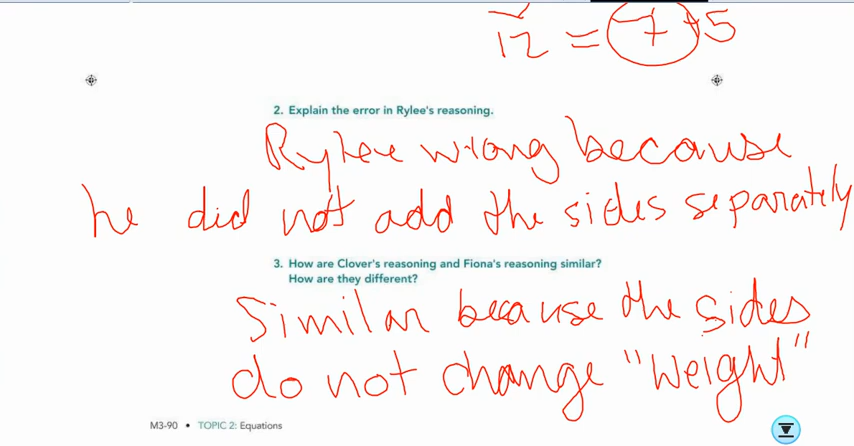 12 = 7 + 5
2. Explain the error in Rylee's reasoning.
Rylee wrong because
he did not add the sides separately
3. How are Clover's reasoning and Fiona's reasoning similar?
How are they different?
Similar because the sides
do not change "Weight"
M3-90 • TOPIC 2: Equations